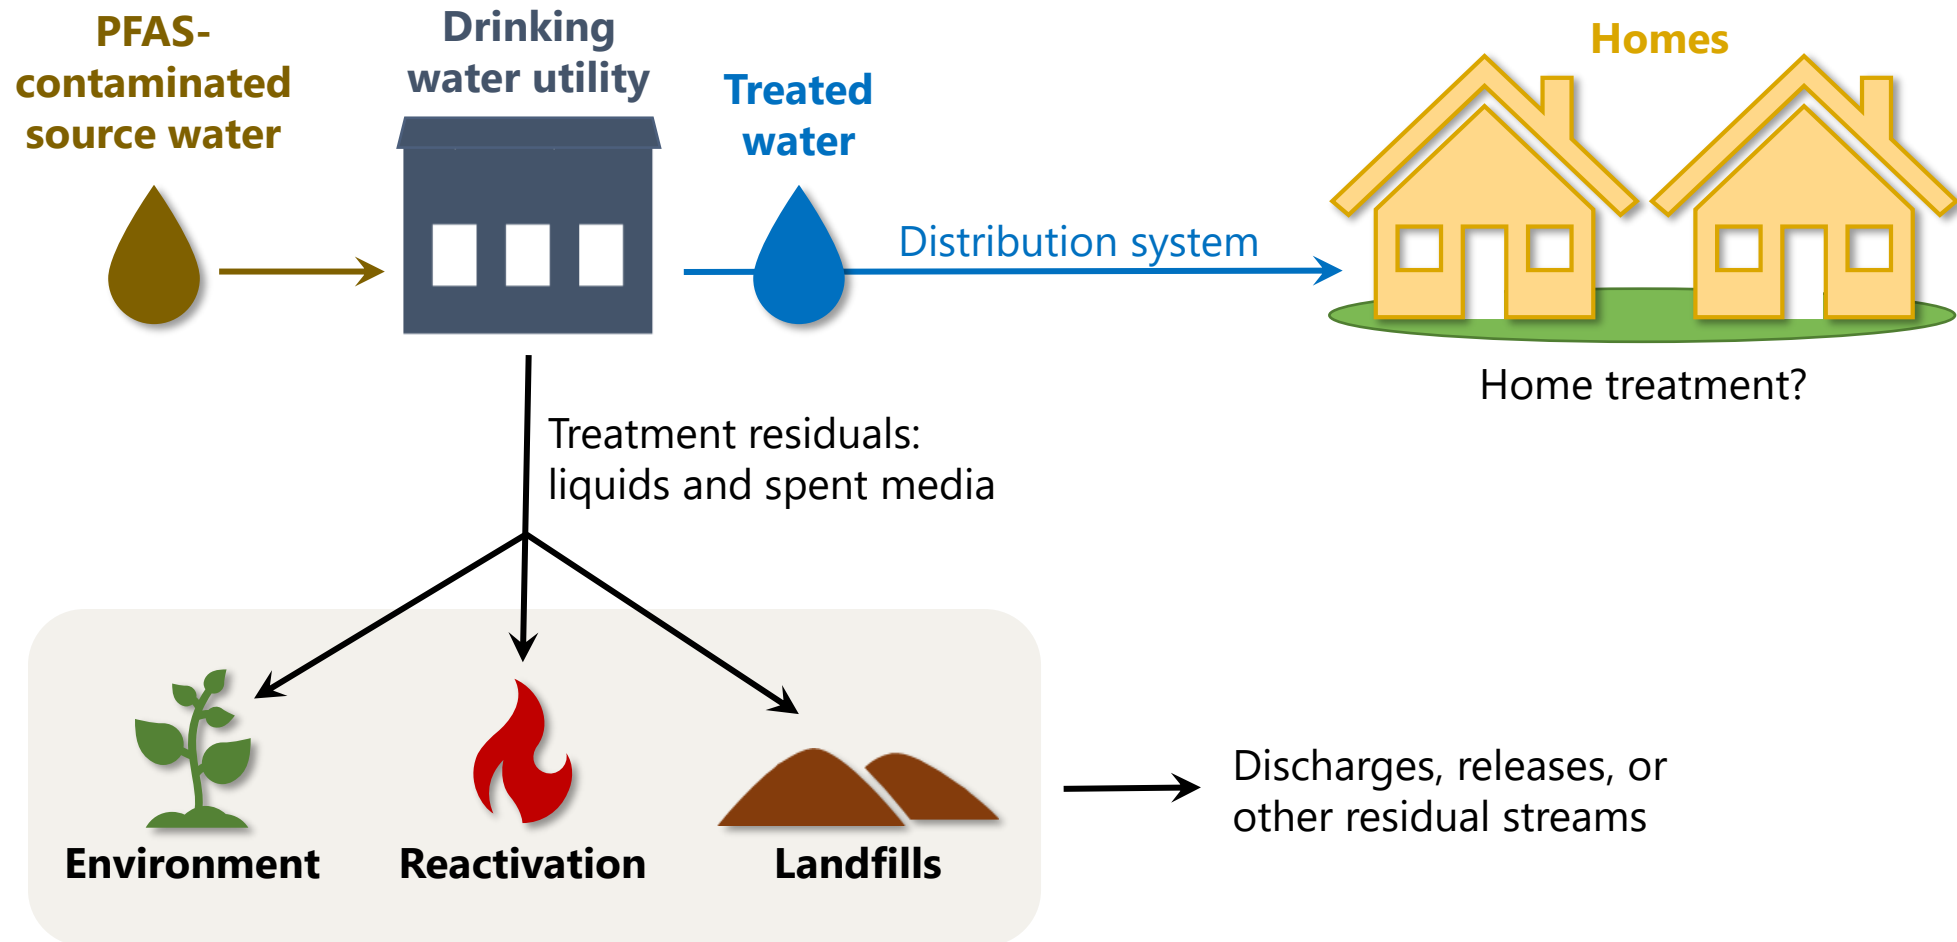 PFAS-
contaminated
source water
Drinking
water utility
Treated
water
Distribution system
Homes
Home treatment?
Treatment residuals:
liquids and spent media
Environment
Reactivation
Landfills
Discharges, releases, or
other residual streams